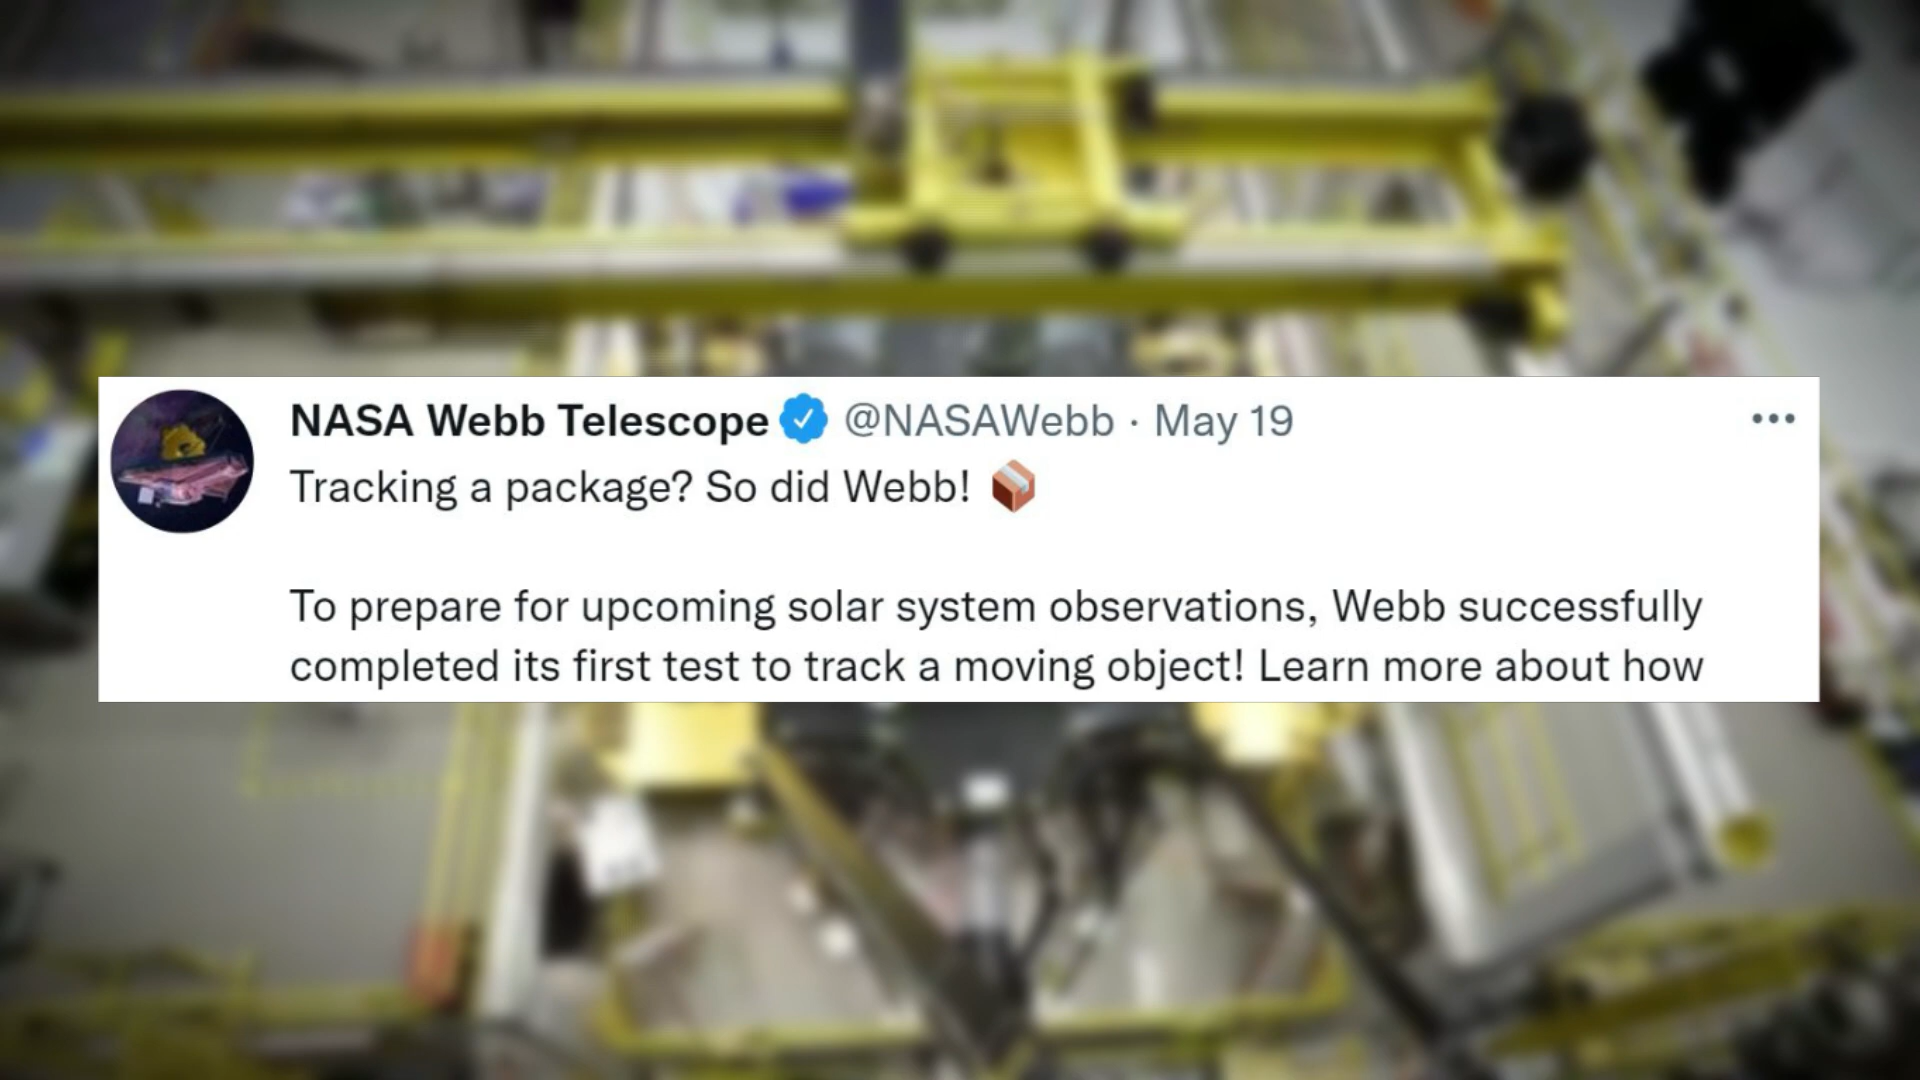 NASA Webb Telescope @NASAWebb · May 19
Tracking a package? So did Webb! 📦
To prepare for upcoming solar system observations, Webb successfully
completed its first test to track a moving object! Learn more about how